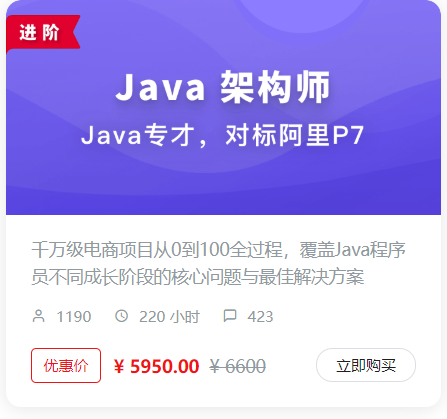 进阶
Java 架构师
Java专才，对标阿里P7
千万级电商项目从0到100全过程，覆盖Java程序
员不同成长阶段的核心问题与最佳解决方案
1190 220 小时 423
优惠价 ¥ 5950.00 ¥ 6600 立即购买